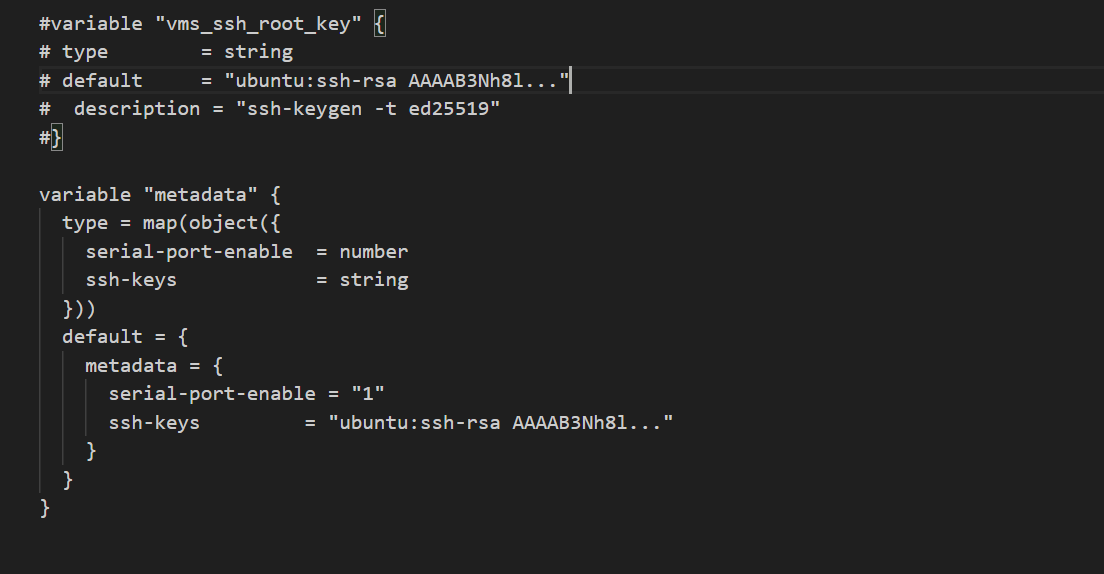 #variable "vms_ssh_root_key" {
# type        = string
# default     = "ubuntu:ssh-rsa AAAAB3Nh8l..."
#  description = "ssh-keygen -t ed25519"
#}

variable "metadata" {
  type = map(object({
    serial-port-enable  = number
    ssh-keys            = string
  }))
  default = {
    metadata = {
      serial-port-enable = "1"
      ssh-keys         = "ubuntu:ssh-rsa AAAAB3Nh8l..."
    }
  }
}